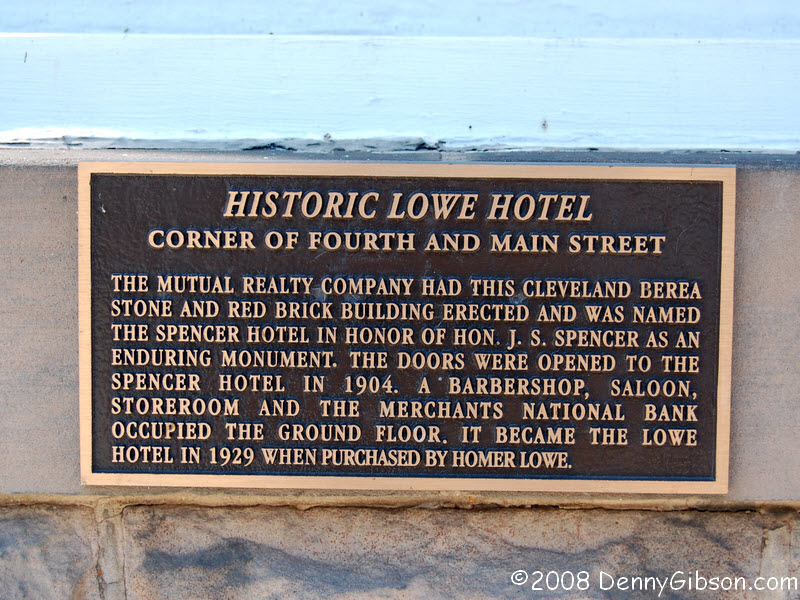 HISTORIC LOWE HOTEL
CORNER OF FOURTH AND MAIN STREET
THE MUTUAL REALTY COMPANY HAD THIS CLEVELAND BEREA
STONE AND RED BRICK BUILDING ERECTED AND WAS NAMED
THE SPENCER HOTEL IN HONOR OF HON. J. S. SPENCER AS AN
ENDURING MONUMENT. THE DOORS WERE OPENED TO THE
SPENCER HOTEL IN 1904. A BARBERSHOP, SALOON,
STOREROOM AND THE MERCHANTS NATIONAL BANK
OCCUPIED THE GROUND FLOOR. IT BECAME THE LOWE
HOTEL IN 1929 WHEN PURCHASED BY HOMER LOWE.
©2008 DennyGibson.com